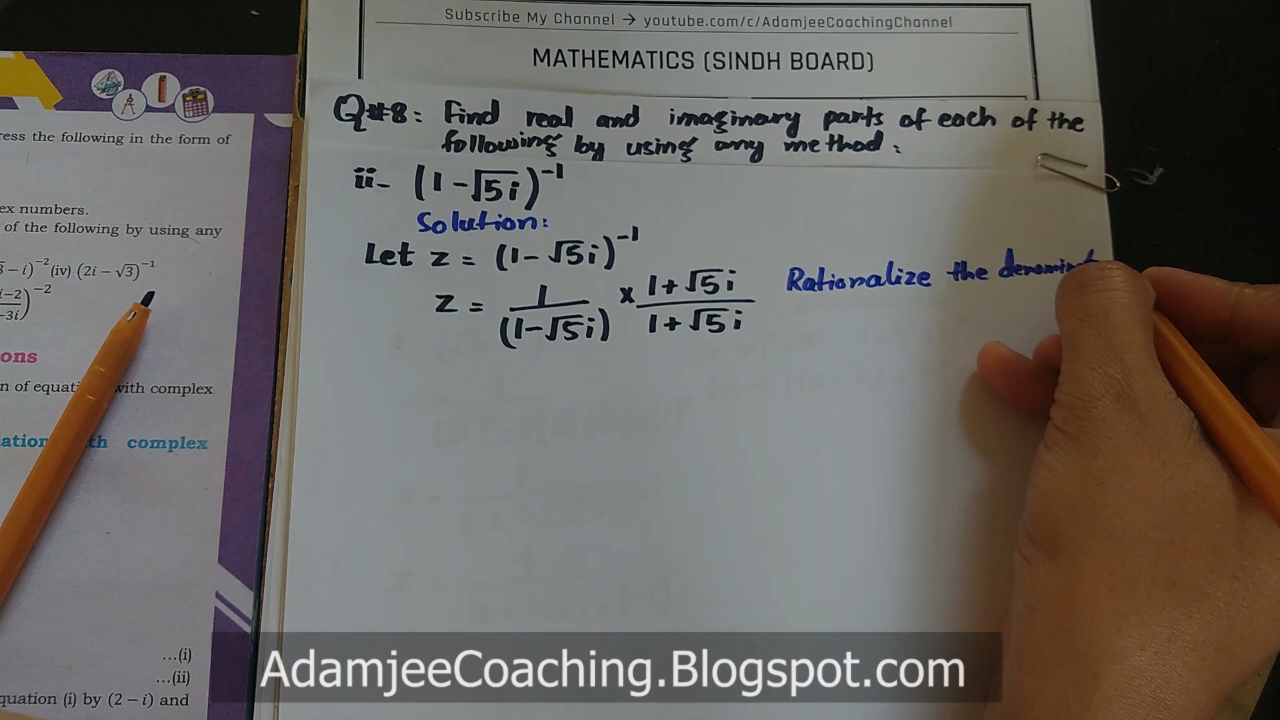 Subscribe My Channel → youtube.com/c/AdamjeeCoachingChannel
MATHEMATICS (SINDH BOARD)
Q#8: Find real and imaginary parts of each of the
following by using any method:
ii- (1-√5i)⁻¹
Solution:
Let z = (1-√5i)⁻¹
z = 1/(1-√5i) × (1+√5i)/(1+√5i)
Rationalize the
ress the following in the form of
ex numbers.
of the following by using any
- i)⁻² (iv) (2i - √3)⁻¹
ons
n of equati with complex
ation th complex
...(i)
...(ii)
quation (i) by (2 - i) and
AdamjeeCoaching.Blogspot.com